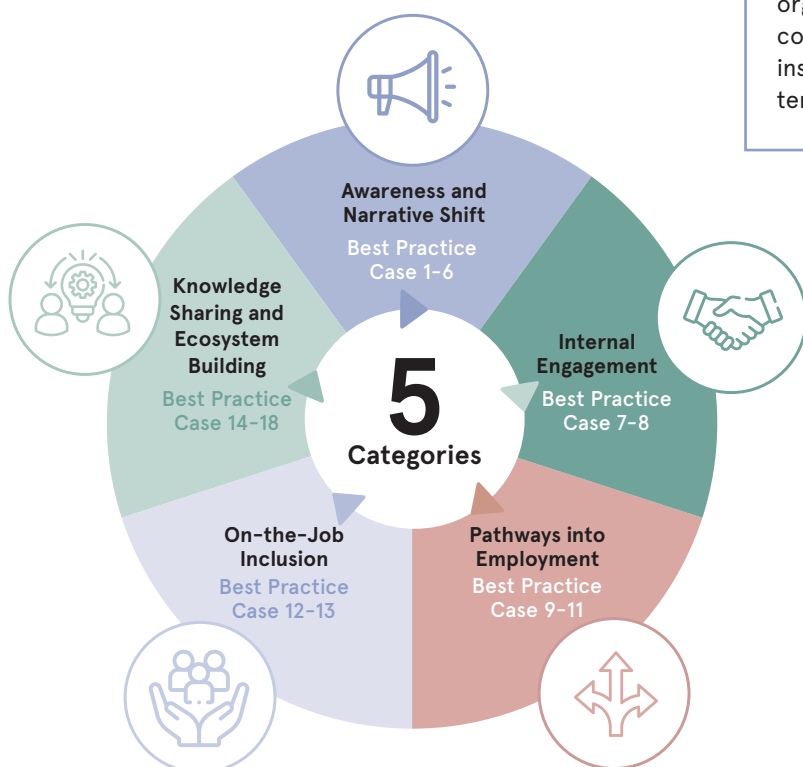 Awareness and
Narrative Shift
Best Practice
Case 1-6
Internal
Engagement
Best Practice
Case 7-8
Pathways into
Employment
Best Practice
Case 9-11
On-the-Job
Inclusion
Best Practice
Case 12-13
Knowledge
Sharing and
Ecosystem
Building
Best Practice
Case 14-18
5
Categories